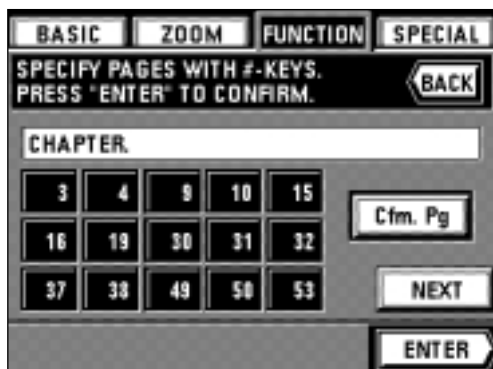 BASIC ZOOM FUNCTION SPECIAL
SPECIFY PAGES WITH #-KEYS.
PRESS "ENTER" TO CONFIRM.
BACK
CHAPTER.
3 4 9 10 15
Cfm. Pg
16 19 30 31 32
37 38 49 50 53
NEXT
ENTER